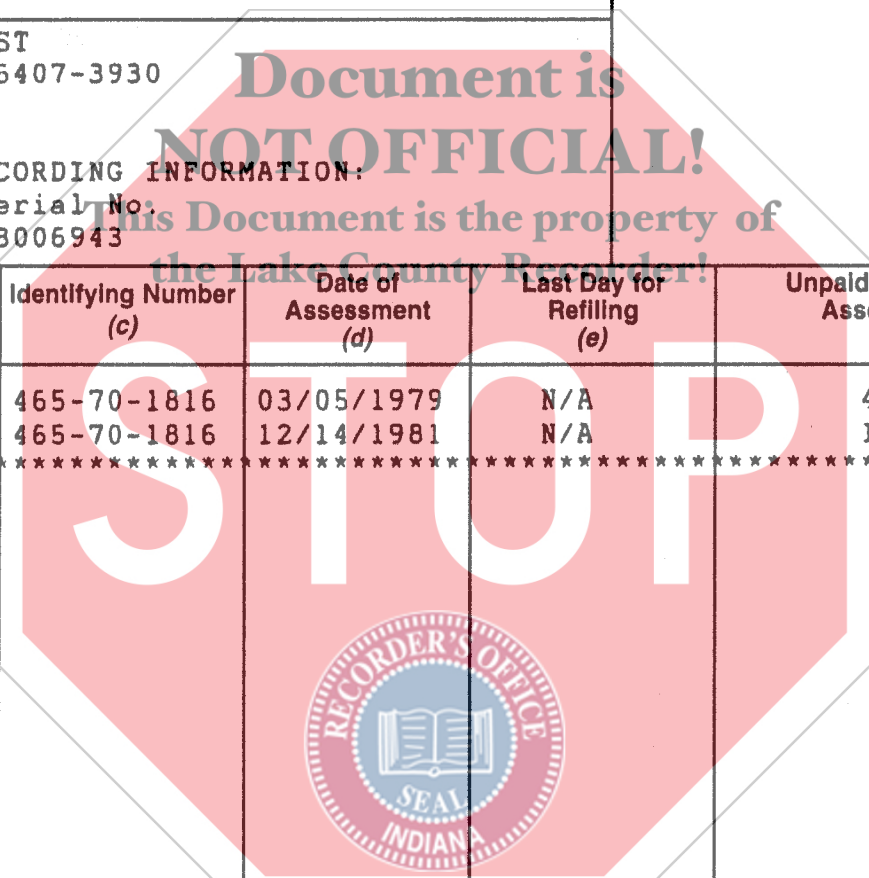 ST
6407-3930
Document is
NOT OFFICIAL!
CORDING INFORMATION:
erial No.
This Document is the property of
3006943
the Lake County Recorder!
Identifying Number (c) Date of Assessment (d) Last Day for Refiling (e) Unpaid
465-70-1816 03/05/1979 N/A 4
465-70-1816 12/14/1981 N/A 1
STOP
RECORDER'S OFFICE
SEAL
INDIANA